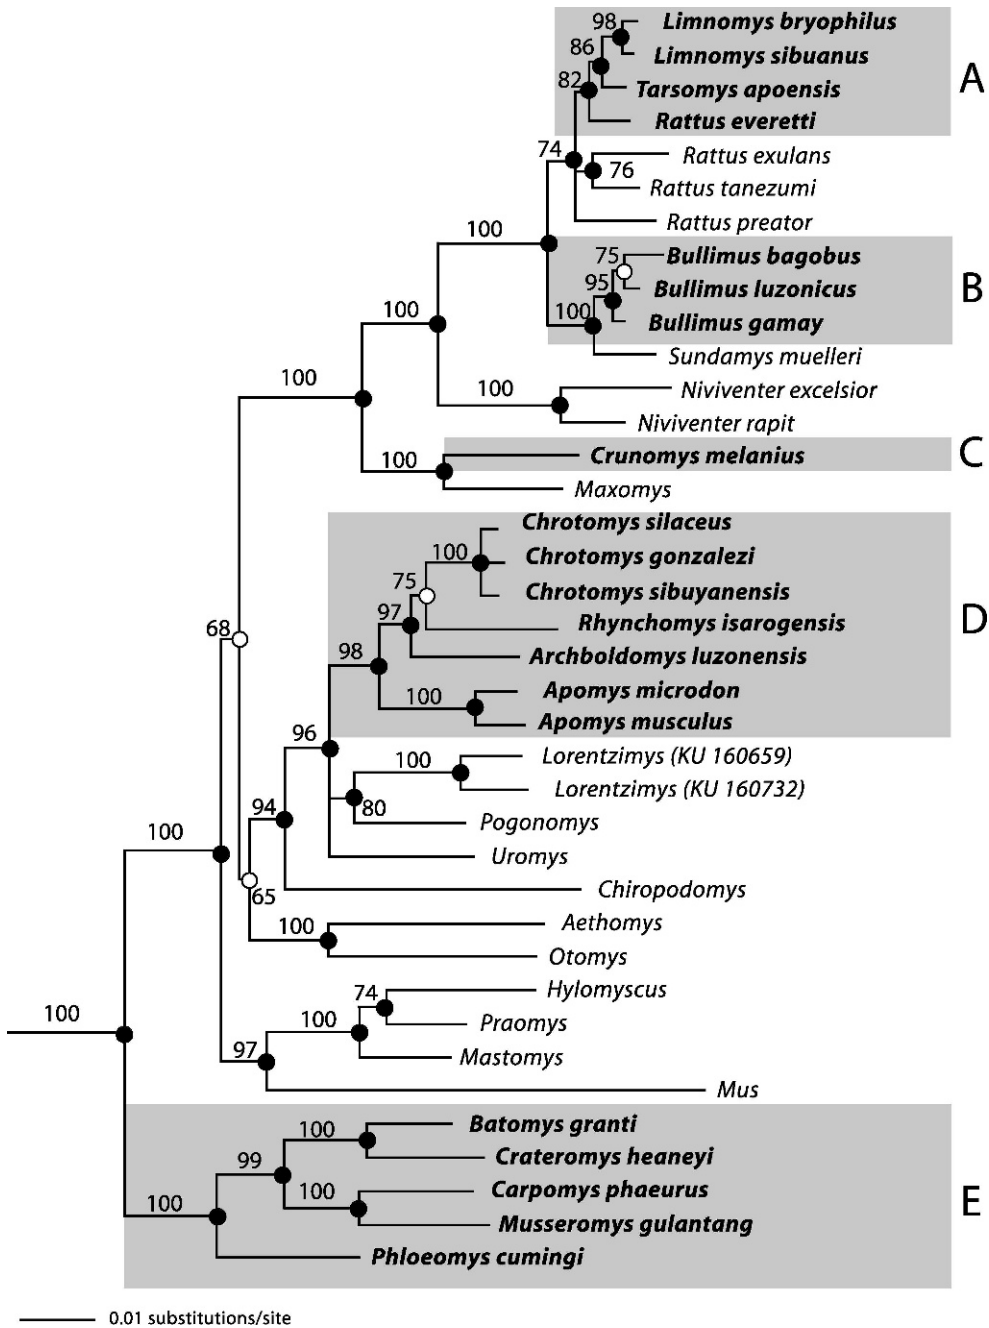 98
Limnomys bryophilus
86
Limnomys sibuanus
A
82
Tarsomys apoensis
Rattus everetti
74
Rattus exulans
76
Rattus tanezumi
Rattus preator
100
75
Bullimus bagobus
95
Bullimus luzonicus
B
100
100
Bullimus gamay
Sundamys muelleri
100
100
Niviventer excelsior
Niviventer rapit
100
Crunomys melanius
C
Maxomys
Chrotomys silaceus
100
Chrotomys gonzalezi
75
Chrotomys sibuyanensis
97
Rhynchomys isarogensis
D
68
98
Archboldomys luzonensis
100
Apomys microdon
Apomys musculus
96
100
Lorentzimys (KU 160659)
Lorentzimys (KU 160732)
94
80
Pogonomys
100
Uromys
65
Chiropodomys
100
Aethomys
Otomys
74
Hylomyscus
100
100
Praomys
97
Mastomys
Mus
100
Batomys granti
99
Crateromys heaneyi
100
100
Carpomys phaeurus
E
Musseromys gulantang
Phloeomys cumingi
0.01 substitutions/site